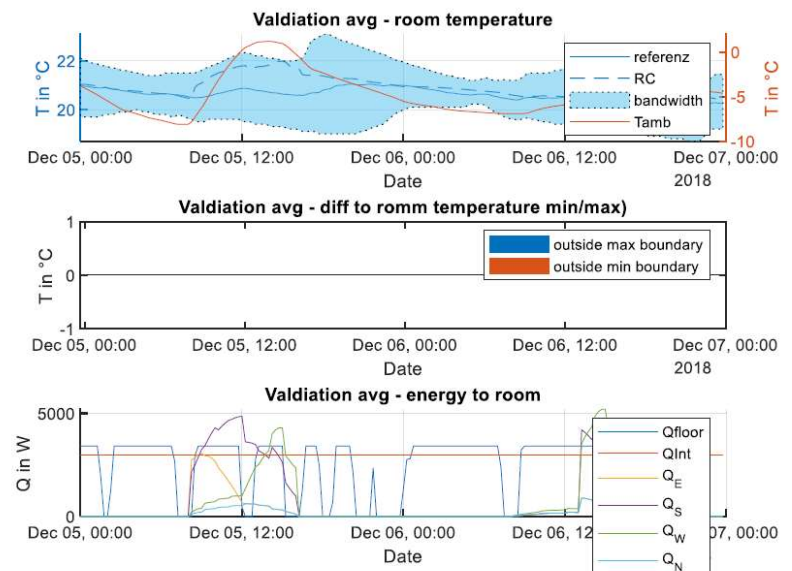 Valdiation avg - room temperature
T in °C
22
20
referenz
RC
bandwidth
Tamb
0
-5
-10
T in °C
Dec 05, 00:00 Dec 05, 12:00 Dec 06, 00:00 Dec 06, 12:00 Dec 07, 00:00
Date
2018
Valdiation avg - diff to romm temperature min/max)
T in °C
1
0
-1
outside max boundary
outside min boundary
Dec 05, 00:00 Dec 05, 12:00 Dec 06, 00:00 Dec 06, 12:00 Dec 07, 00:00
Date
2018
Valdiation avg - energy to room
Q in W
5000
0
Qfloor
QInt
Q_E
Q_S
Q_W
Q_N
Dec 05, 00:00 Dec 05, 12:00 Dec 06, 00:00 Dec 06, 12:00 07, 00:00
Date